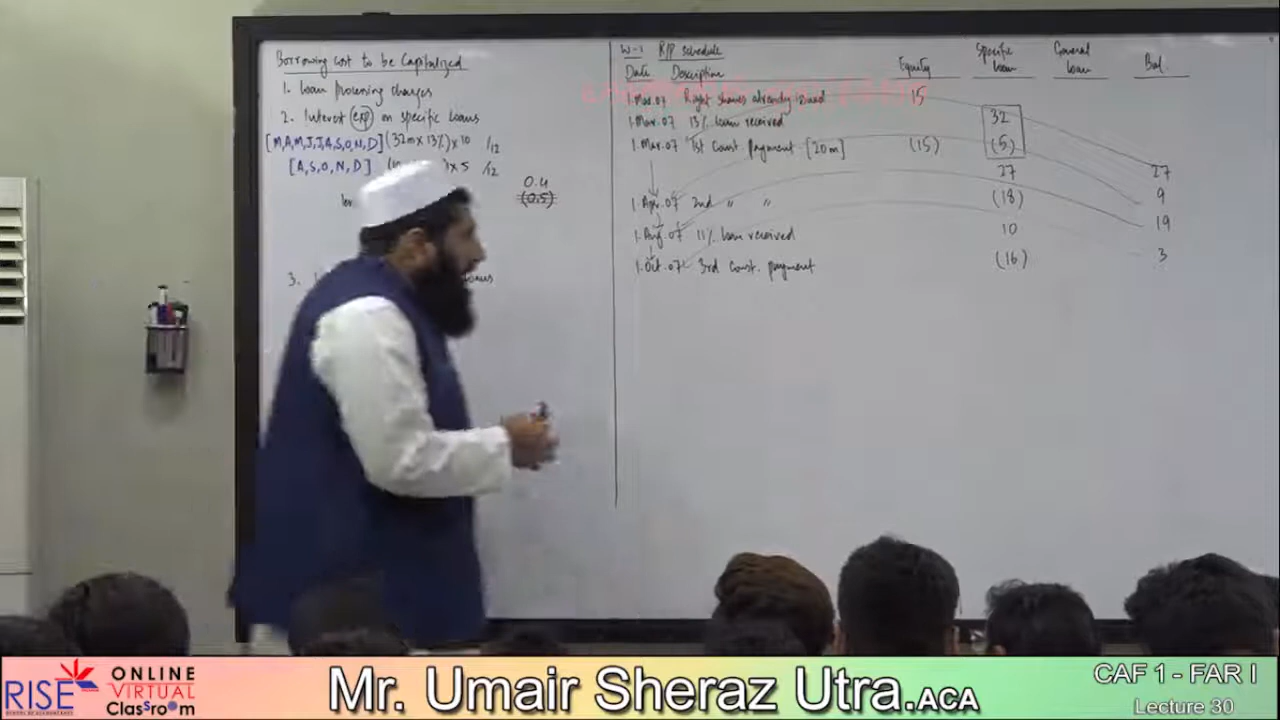 Borrowing cost to be Capitalized
1. Loan processing charges
2. Interest (exp) on specific Loans
[M,A,M,J,J,A,S,O,N,D] (32m x 13%) x 10 /12
[A,S,O,N,D] x 5 /12
0.4
(0.5)
3.
W-1 R/P schedule
Date Description Equity Specific Loan General Loan Bal.
1.Mar.07 Right shares already issued 15
1.Mar.07 13% loan received 32
1.Mar.07 1st Const payment [20m] (15) (5)
27 27
1.Apr.07 2nd " " (18) 9
1.Aug.07 11% loan received 10 19
1.Oct.07 3rd const. payment (16) 3
RISE
ONLINE
VIRTUAL
Classroom
Mr. Umair Sheraz Utra.ACA
CAF 1 - FAR I
Lecture 30